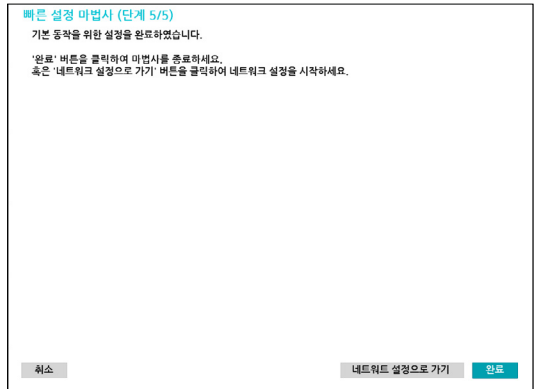 빠른 설정 마법사 (단계 5/5)
기본 동작을 위한 설정을 완료하였습니다.
'완료' 버튼을 클릭하여 마법사를 종료하세요.
혹은 '네트워크 설정으로 가기' 버튼을 클릭하여 네트워크 설정을 시작하세요.
취소 네트워트 설정으로 가기 완료